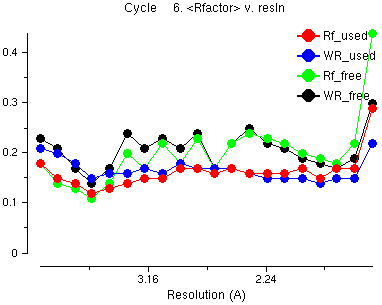 Cycle 6. <Rfactor> v. resln
0.4
0.3
0.2
0.1
0
Rf_used
WR_used
Rf_free
WR_free
3.16 2.24
Resolution (A)